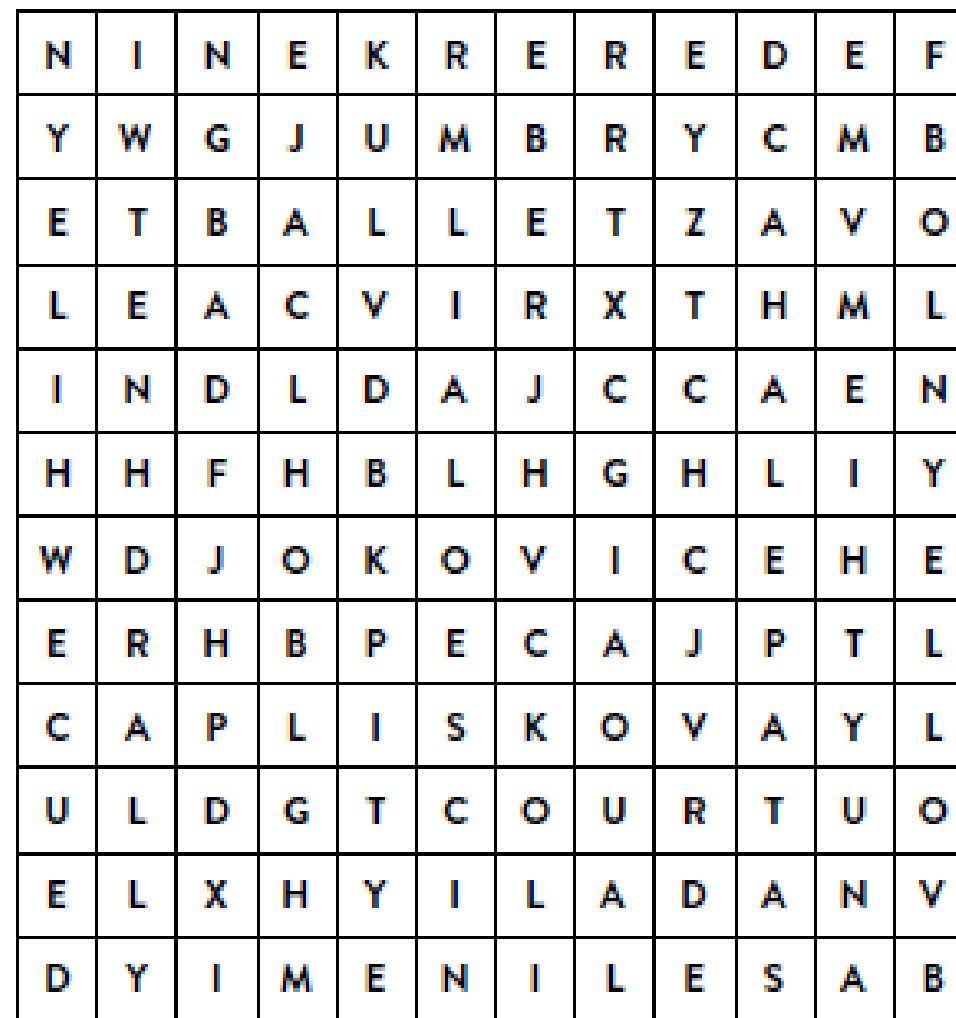 N I N E K R E R E D E F
Y W G J U M B R Y C M B
E T B A L L E T Z A V O
L E A C V I R X T H M L
I N D L D A J C C A E N
H H F H B L H G H L I Y
W D J O K O V I C E H E
E R H B P E C A J P T L
C A P L I S K O V A Y L
U L D G T C O U R T U O
E L X H Y I L A D A N V
D Y I M E N I L E S A B